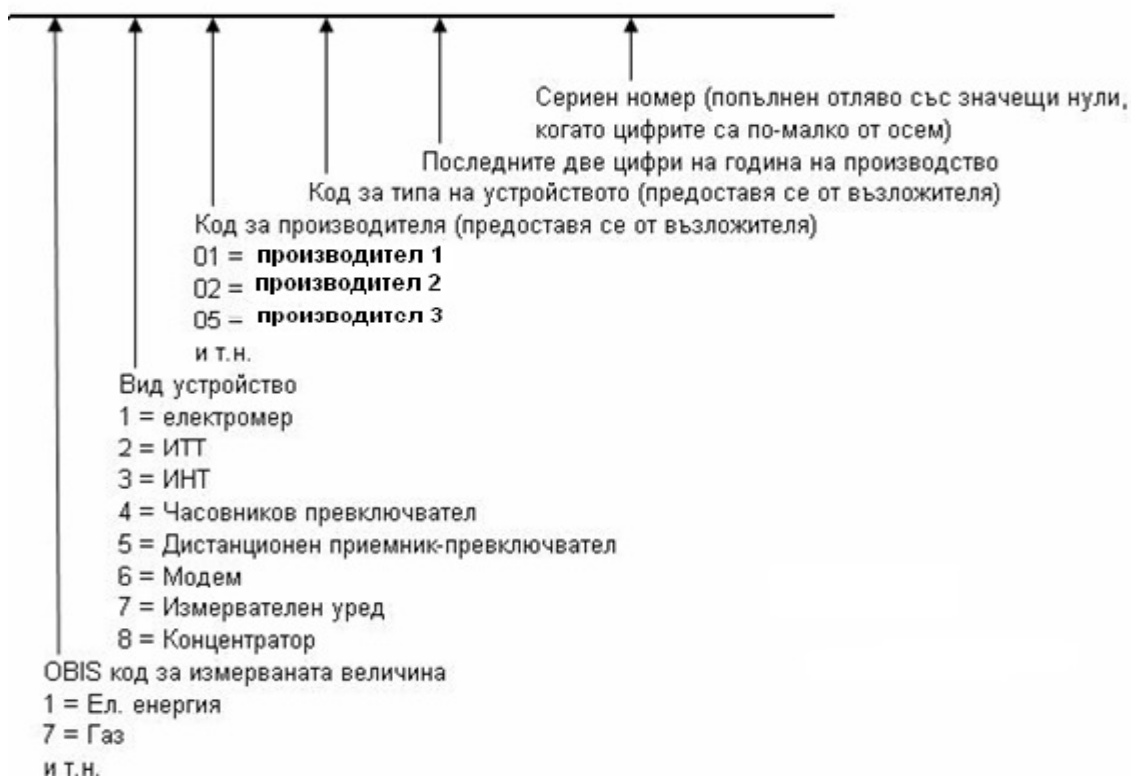 Сериен номер (попълнен отляво със значещи нули,
когато цифрите са по-малко от осем)
Последните две цифри на година на производство
Код за типа на устройството (предоставя се от възложителя)
Код за производителя (предоставя се от възложителя)
01 = производител 1
02 = производител 2
05 = производител 3
и т.н.
Вид устройство
1 = електромер
2 = ИТТ
3 = ИНТ
4 = Часовников превключвател
5 = Дистанционен приемник-превключвател
6 = Модем
7 = Измервателен уред
8 = Концентратор
OBIS код за измерваната величина
1 = Ел. енергия
7 = Газ
и т.н.